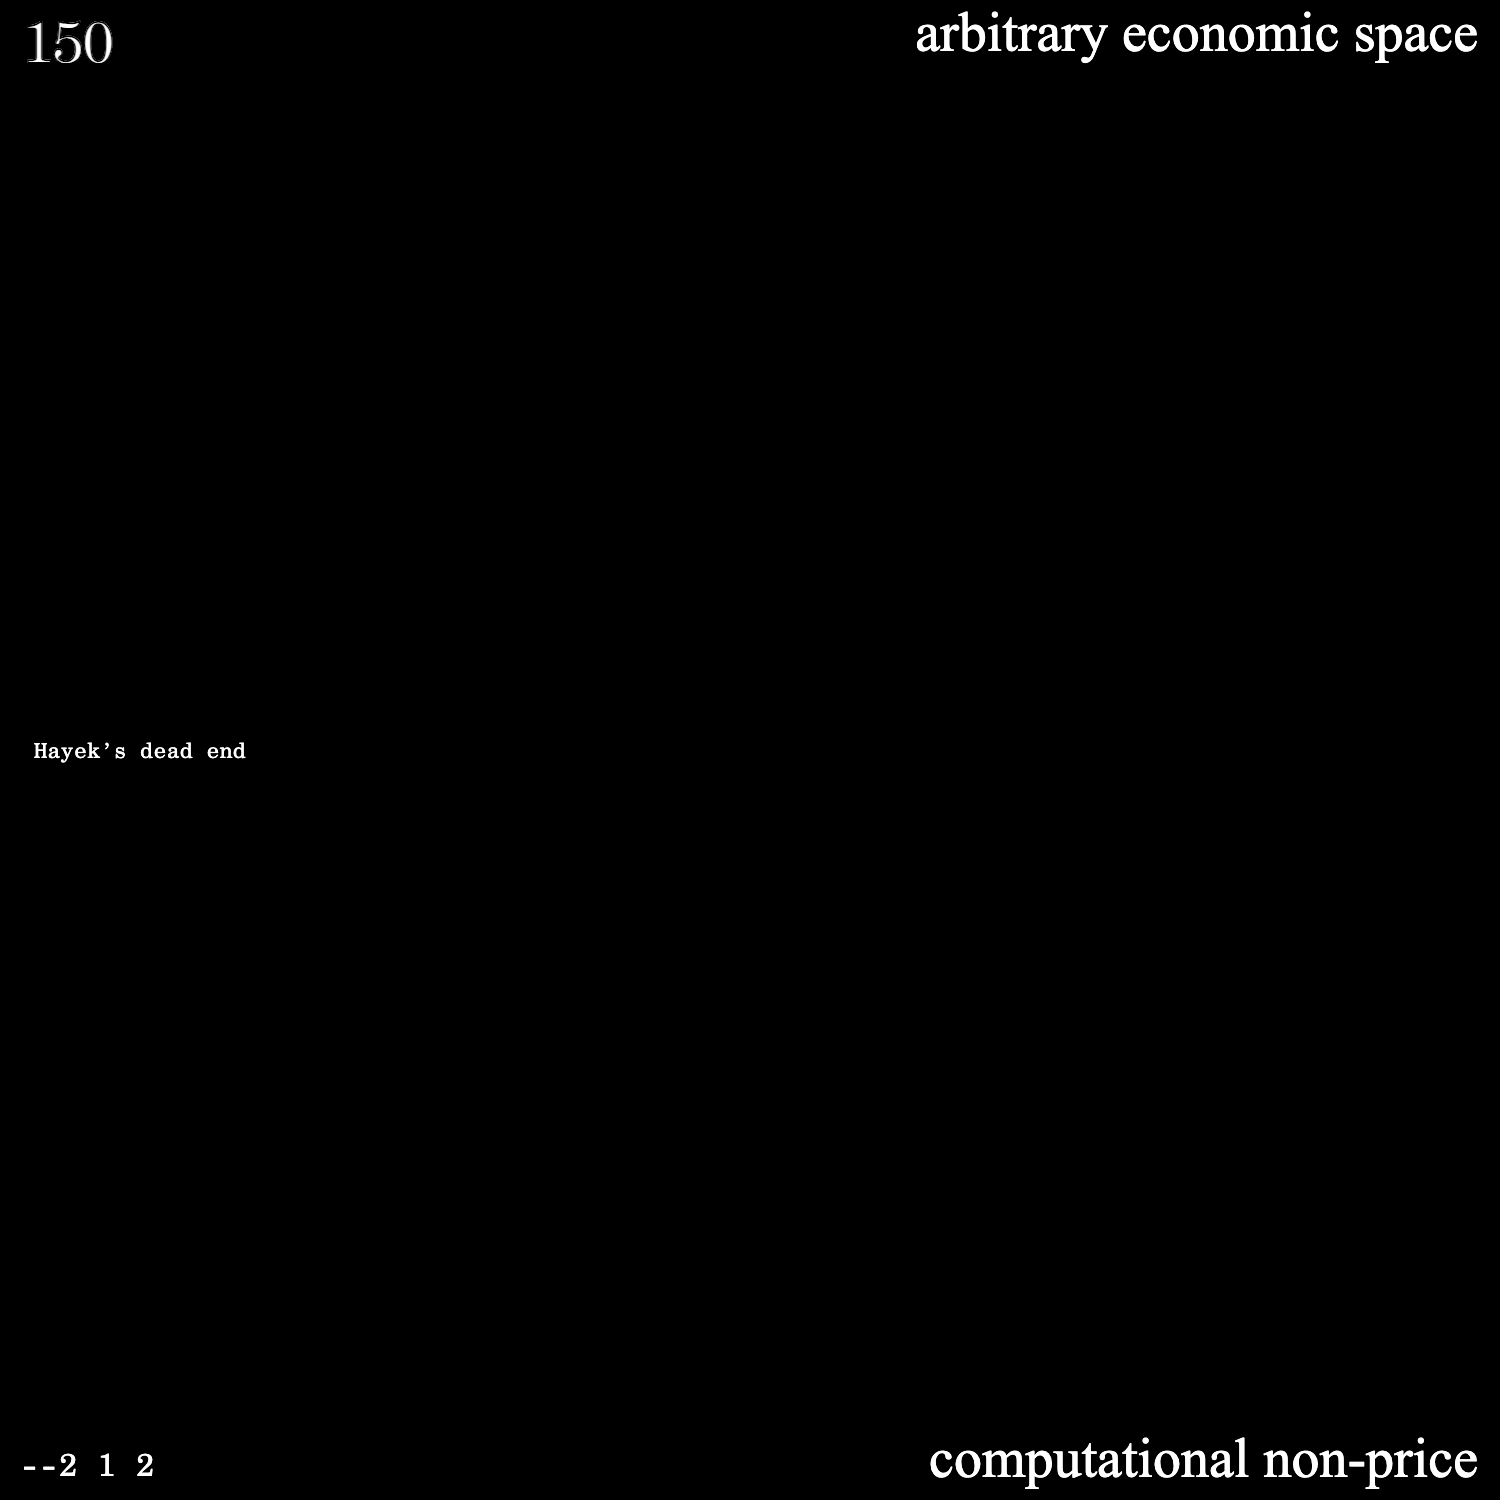 150
arbitrary economic space
Hayek’s dead end
--2 1 2
computational non-price